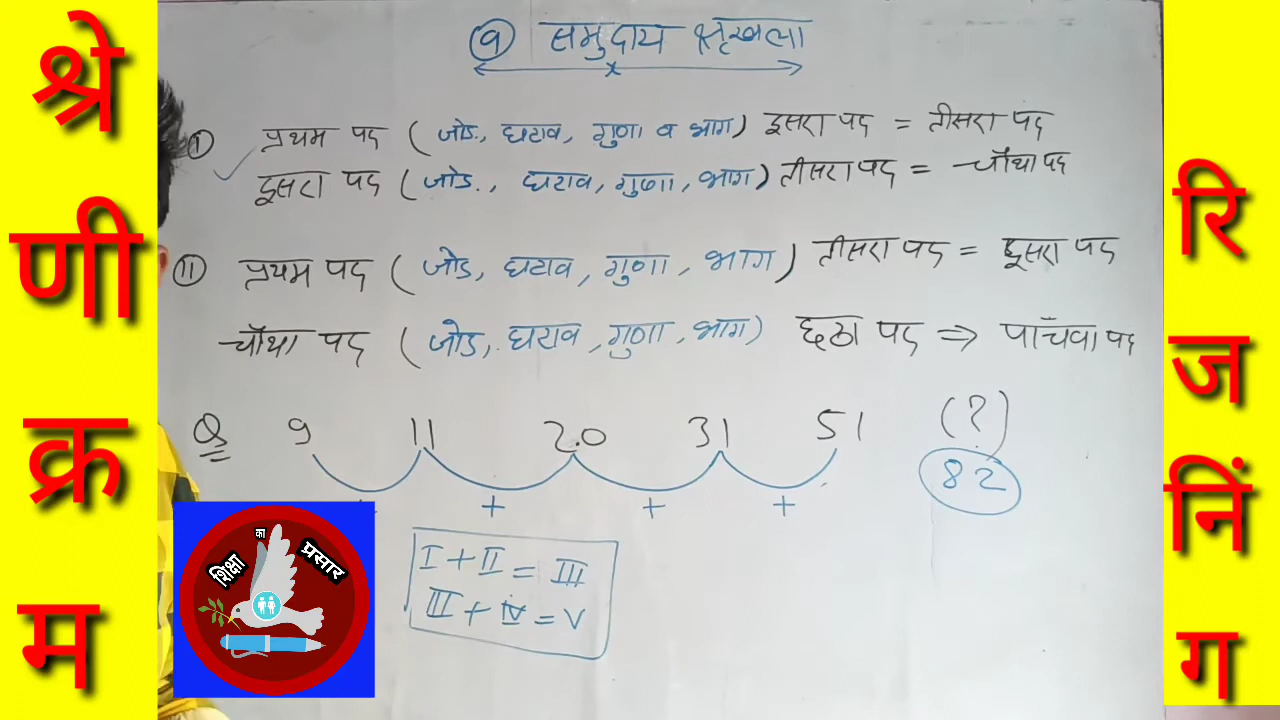 श्रेणीक्रम
रिजनिंग
(१) समुदाय श्रृखला
(I) प्रथम पद (जोड़., घटाव, गुणा व भाग) दूसरा पद = तीसरा पद
दूसरा पद (जोड., घटाव, गुणा, भाग) तीसरा पद = चौथा पद
(II) प्रथम पद (जोड, घटाव, गुणा, भाग) तीसरा पद = दूसरा पद
चौथा पद (जोड, घटाव, गुणा, भाग) छठा पद ⇒ पाँचवा पद
Q 9 11 20 31 51 (?)
82
+ + + +
I + II = III
III + IV = V
शिक्षा का प्रसार